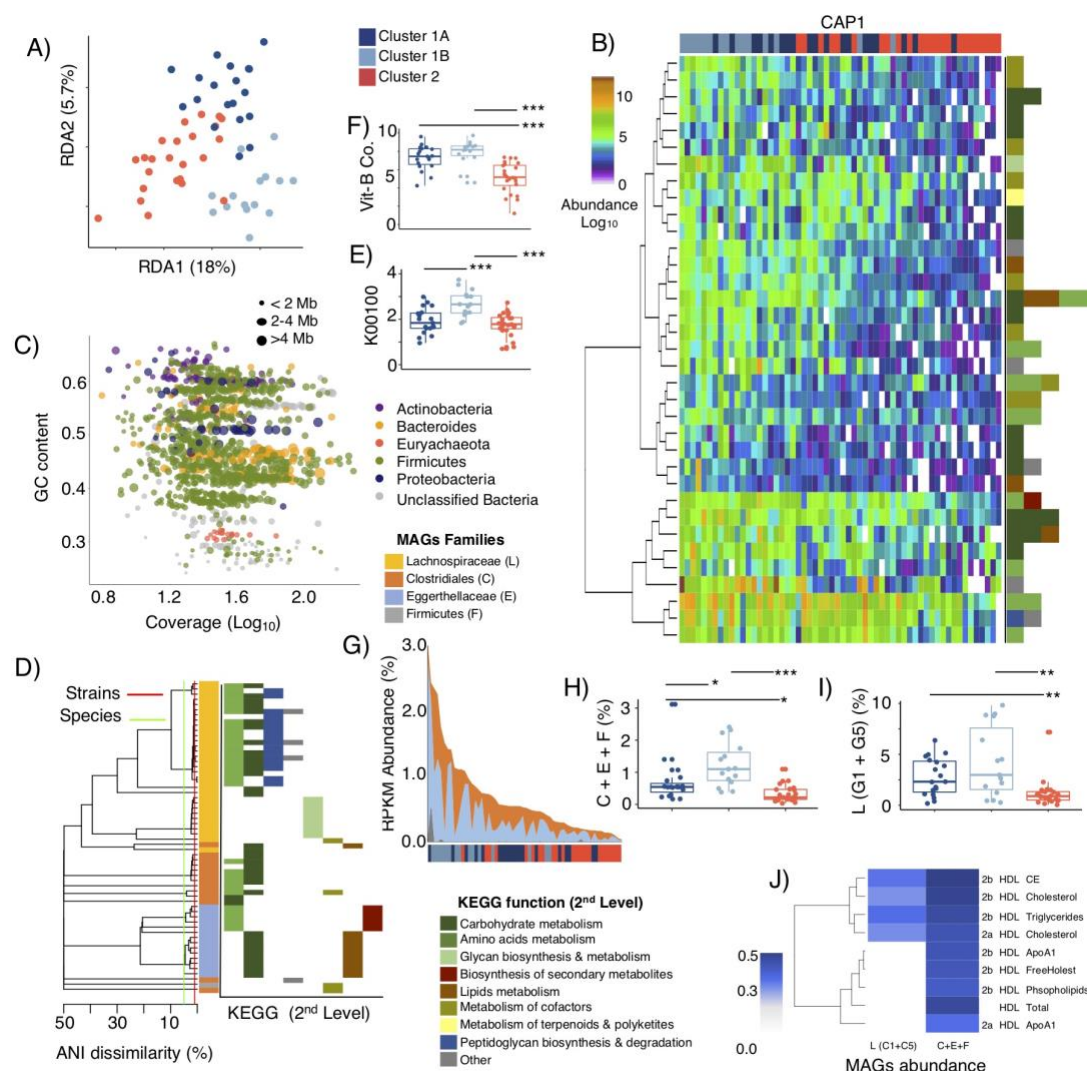 A)
RDA2 (5.7%)
RDA1 (18%)
Cluster 1A
Cluster 1B
Cluster 2
F)
***
***
Vit-B Co.
10
5
0
E)
***
***
K00100
4
2
0
B)
CAP1
10
5
0
Abundance
Log10
C)
< 2 Mb
2-4 Mb
>4 Mb
GC content
0.6
0.5
0.4
0.3
0.8
1.2
1.6
2.0
Coverage (Log10)
Actinobacteria
Bacteroides
Euryachaeota
Firmicutes
Proteobacteria
Unclassified Bacteria
MAGs Families
Lachnospiraceae (L)
Clostridiales (C)
Eggerthellaceae (E)
Firmicutes (F)
D)
Strains
Species
50
30
10
ANI dissimilarity (%)
KEGG (2nd Level)
G)
RPKM Abundance (%)
3.0
2.0
1.0
0.0
H)
*
***
*
C + E + F (%)
3
2
1
0
I)
**
**
L (G1 + G5) (%)
10
5
0
KEGG function (2nd Level)
Carbohydrate metabolism
Amino acids metabolism
Glycan biosynthesis & metabolism
Biosynthesis of secondary metabolites
Lipids metabolism
Metabolism of cofactors
Metabolism of terpenoids & polyketites
Peptidoglycan biosynthesis & degradation
Other
J)
0.5
0.3
0.0
2b HDL CE
2b HDL Cholesterol
2b HDL Triglycerides
2a HDL Cholesterol
2b HDL ApoA1
2b HDL FreeHolest
2b HDL Phsopholipids
HDL Total
2a HDL ApoA1
L (C1+C5)
C+E+F
MAGs abundance